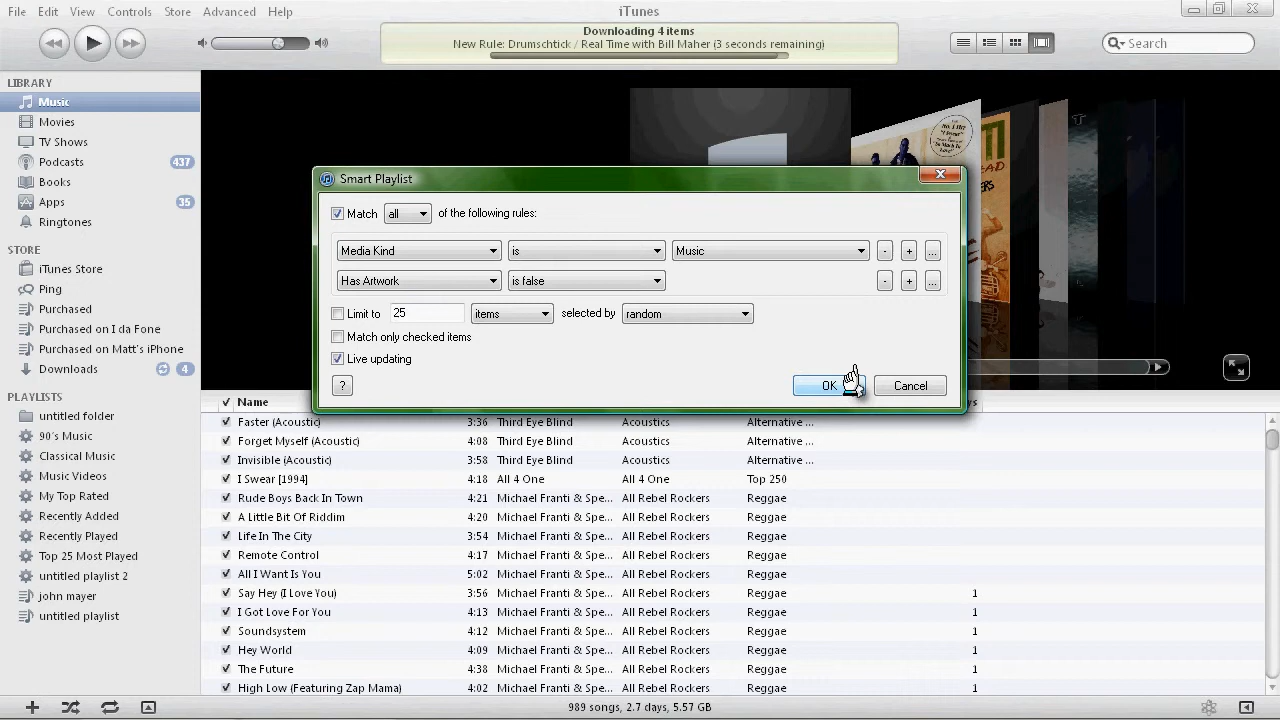 File Edit View Controls Store Advanced Help
iTunes
Downloading 4 items
New Rule: Drumschtick / Real Time with Bill Maher (3 seconds remaining)
Search
LIBRARY
Music
Movies
TV Shows
Podcasts 437
Books
Apps 35
Ringtones
STORE
iTunes Store
Ping
Purchased
Purchased on I da Fone
Purchased on Matt's iPhone
Downloads 4
PLAYLISTS
untitled folder
90's Music
Classical Music
Music Videos
My Top Rated
Recently Added
Recently Played
Top 25 Most Played
untitled playlist 2
john mayer
untitled playlist
Smart Playlist
Match all of the following rules:
Media Kind is Music - + ...
Has Artwork is false - + ...
Limit to 25 items selected by random
Match only checked items
Live updating
? OK Cancel
Name
Faster (Acoustic) 3:36 Third Eye Blind Acoustics Alternative ...
Forget Myself (Acoustic) 4:08 Third Eye Blind Acoustics Alternative ...
Invisible (Acoustic) 3:58 Third Eye Blind Acoustics Alternative ...
I Swear [1994] 4:18 All 4 One All 4 One Top 250
Rude Boys Back In Town 4:21 Michael Franti & Spe... All Rebel Rockers Reggae
A Little Bit Of Riddim 4:20 Michael Franti & Spe... All Rebel Rockers Reggae
Life In The City 3:54 Michael Franti & Spe... All Rebel Rockers Reggae
Remote Control 4:17 Michael Franti & Spe... All Rebel Rockers Reggae
All I Want Is You 5:02 Michael Franti & Spe... All Rebel Rockers Reggae
Say Hey (I Love You) 3:56 Michael Franti & Spe... All Rebel Rockers Reggae 1
I Got Love For You 4:13 Michael Franti & Spe... All Rebel Rockers Reggae 1
Soundsystem 4:12 Michael Franti & Spe... All Rebel Rockers Reggae 1
Hey World 4:09 Michael Franti & Spe... All Rebel Rockers Reggae 1
The Future 4:38 Michael Franti & Spe... All Rebel Rockers Reggae 1
High Low (Featuring Zap Mama) 4:02 Michael Franti & Spe... All Rebel Rockers Reggae 1
989 songs, 2.7 days, 5.57 GB